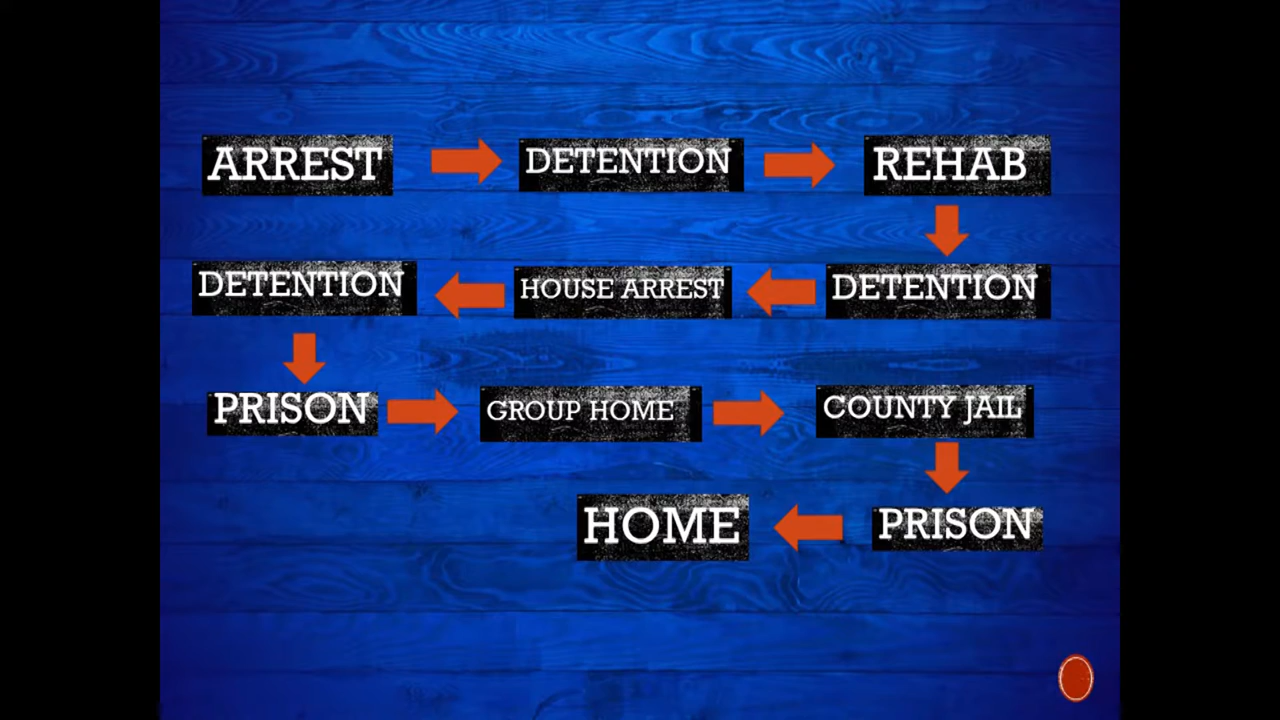 ARREST DETENTION REHAB
DETENTION HOUSE ARREST DETENTION
PRISON GROUP HOME COUNTY JAIL
HOME PRISON